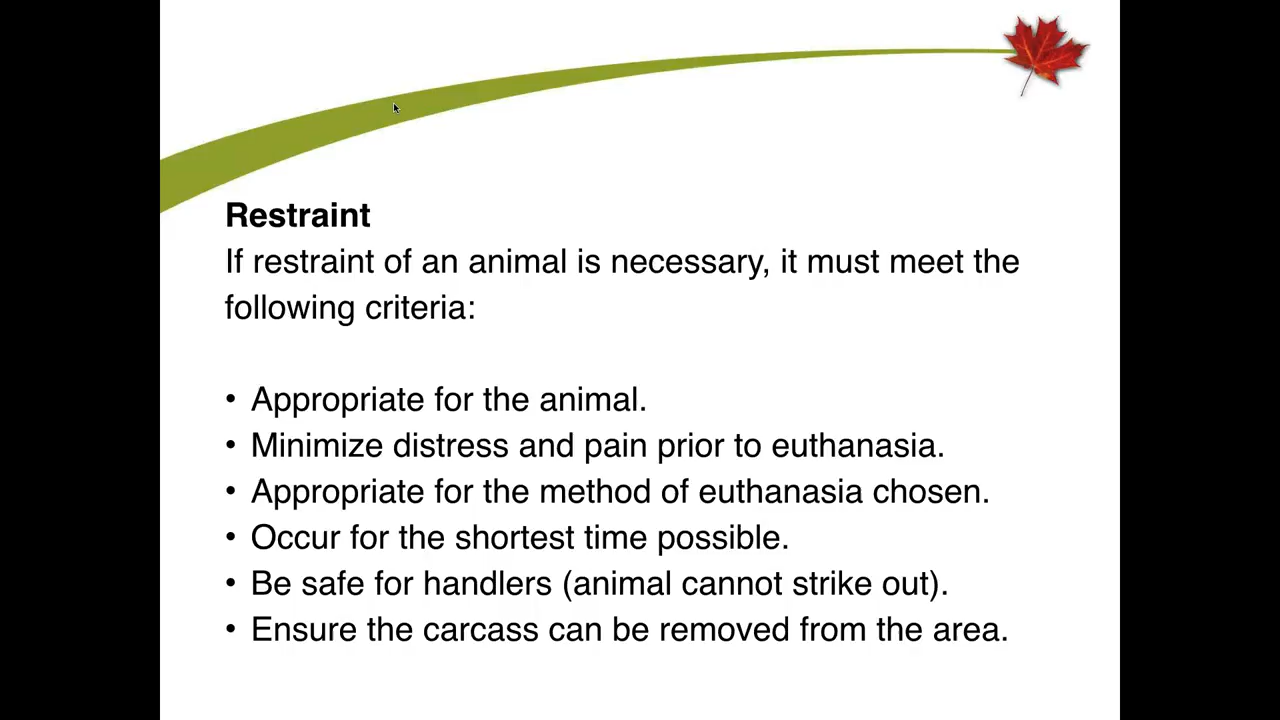 Restraint
If restraint of an animal is necessary, it must meet the
following criteria:
• Appropriate for the animal.
• Minimize distress and pain prior to euthanasia.
• Appropriate for the method of euthanasia chosen.
• Occur for the shortest time possible.
• Be safe for handlers (animal cannot strike out).
• Ensure the carcass can be removed from the area.